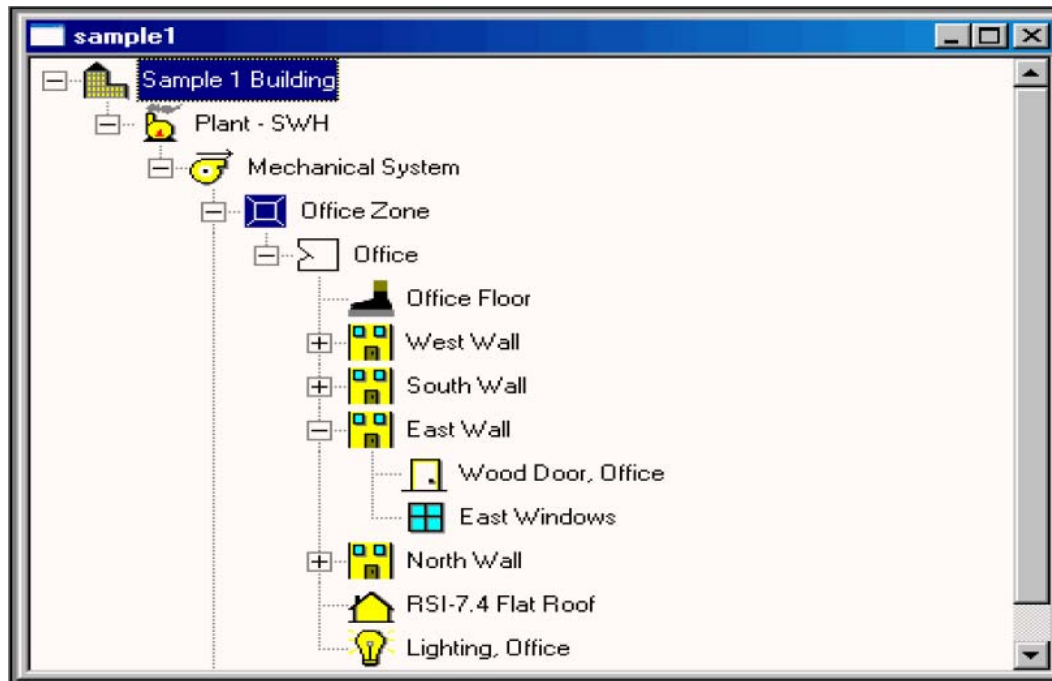 sample1
Sample 1 Building
Plant - SWH
Mechanical System
Office Zone
Office
Office Floor
West Wall
South Wall
East Wall
Wood Door, Office
East Windows
North Wall
RSI-7.4 Flat Roof
Lighting, Office